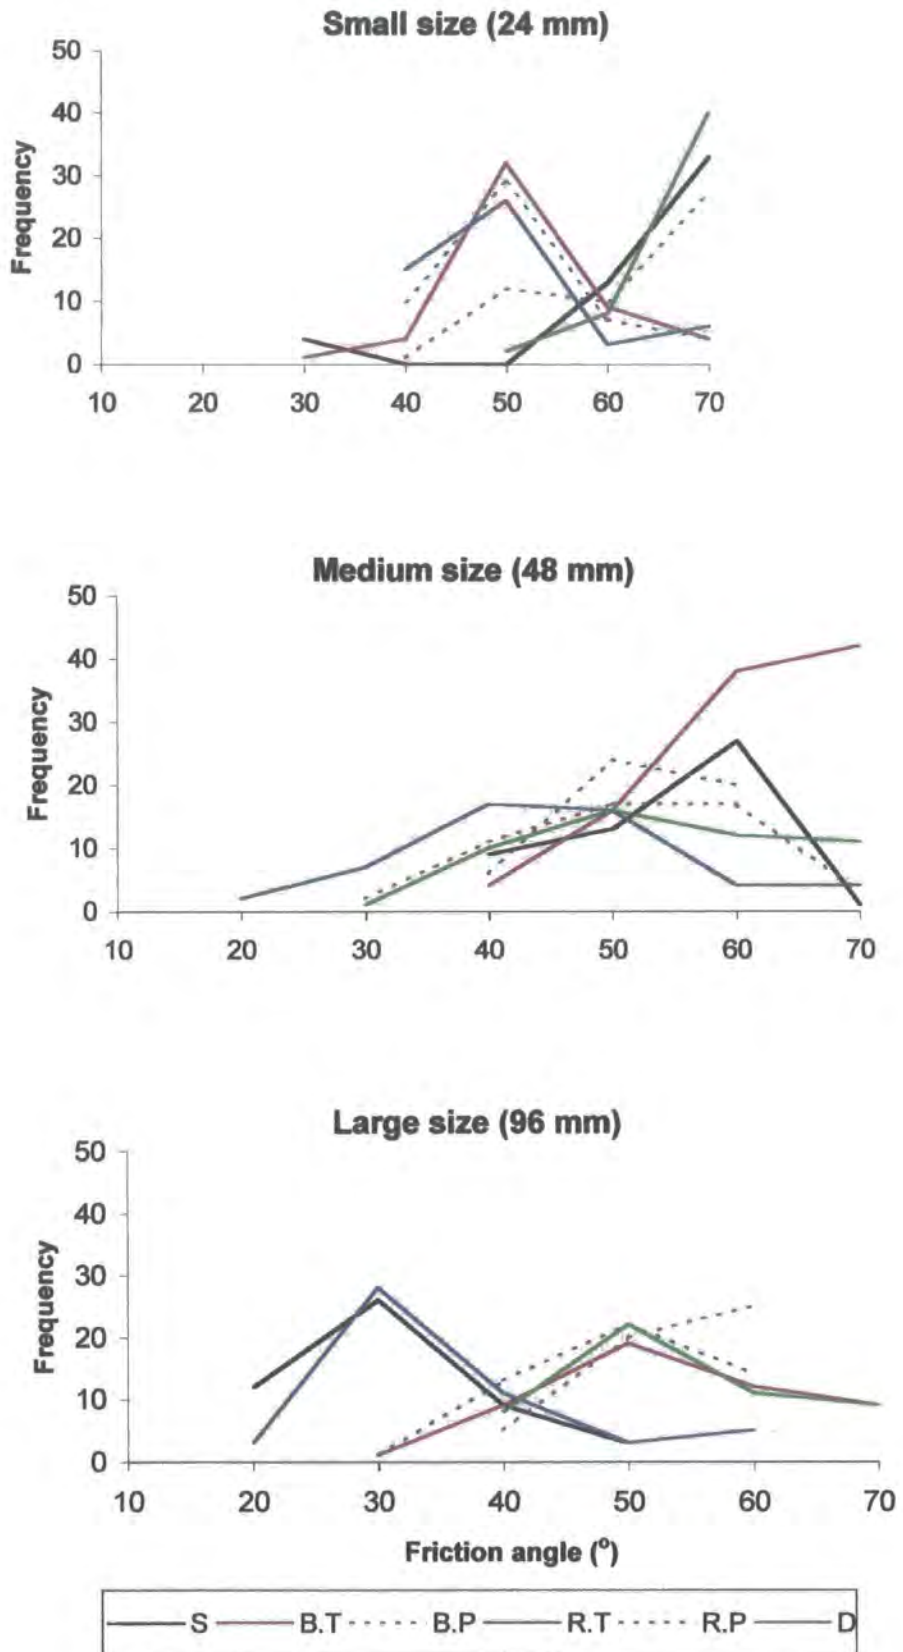 Small size (24 mm)
50
40
30
20
10
0
Frequency
10 20 30 40 50 60 70
Medium size (48 mm)
50
40
30
20
10
0
Frequency
10 20 30 40 50 60 70
Large size (96 mm)
50
40
30
20
10
0
Frequency
10 20 30 40 50 60 70
Friction angle (°)
S B.T B.P R.T R.P D